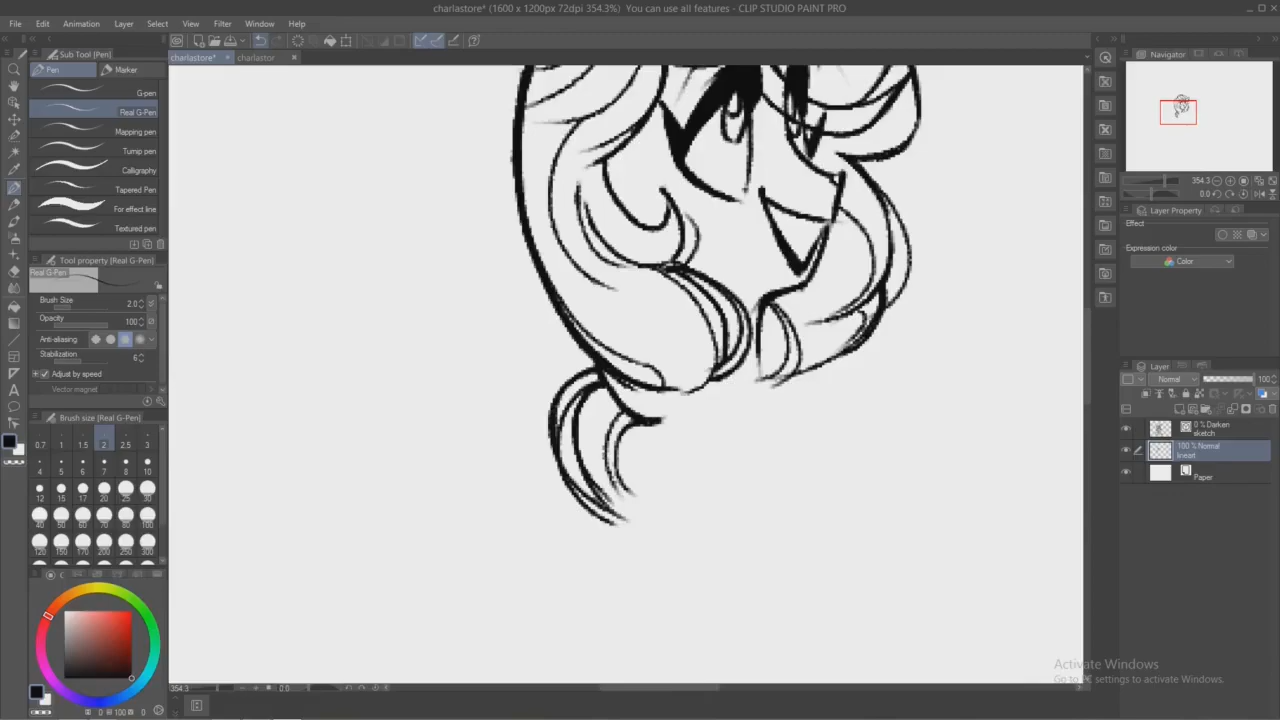 charlastore* (1600 x 1200px 72dpi 354.3%)  You can use all features - CLIP STUDIO PAINT PRO
File Edit Animation Layer Select View Filter Window Help
Sub Tool [Pen]
charlastore*
charlastor
Navigator
Pen
Marker
G-pen
Real G-Pen
Mapping pen
Turnip pen
Calligraphy
Tapered Pen
For effect line
Textured pen
Tool property [Real G-Pen]
Real G-Pen
Brush Size 2.0
Opacity 100
Anti-aliasing
Stabilization 6
Adjust by speed
Vector magnet
Brush size [Real G-Pen]
0.7 1.5 2 2.5 3
4 5 6 7 8 10
12 15 17 20 25 30
40 50 60 70 80 100
120 150 170 200 250 300
354.3
0.0
Layer Property
Effect
Expression color
Color
Layer
Normal 100
0 % Darken
sketch
100 % Normal
lineart
Paper
Activate Windows
Go to PC settings to activate Windows.
354.3 0.0
0 100 0